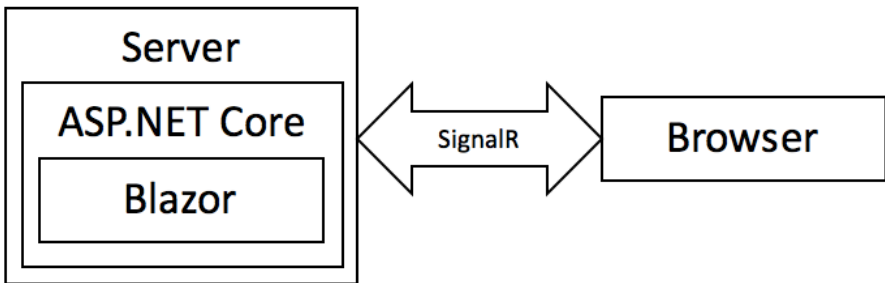 Server
ASP.NET Core
Blazor
SignalR
Browser